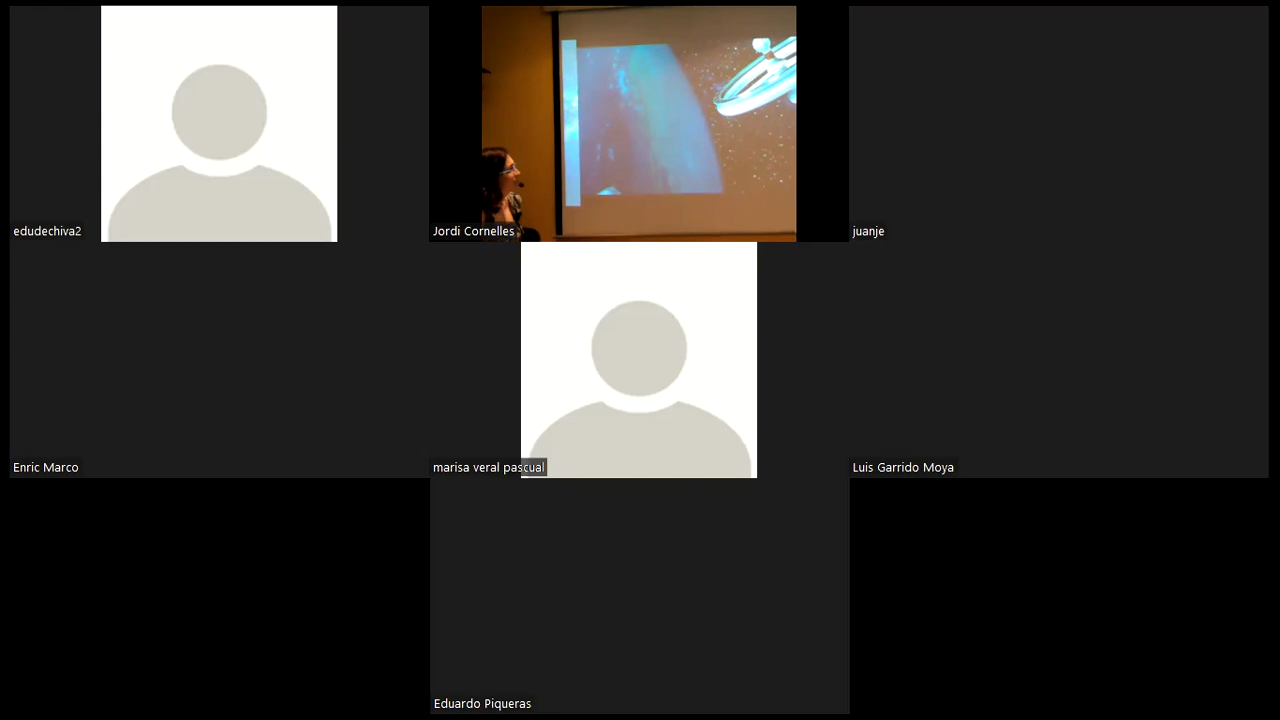 edudechiva2
Jordi Cornelles
juanje
Enric Marco
marisa veral pascual
Luis Garrido Moya
Eduardo Piqueras